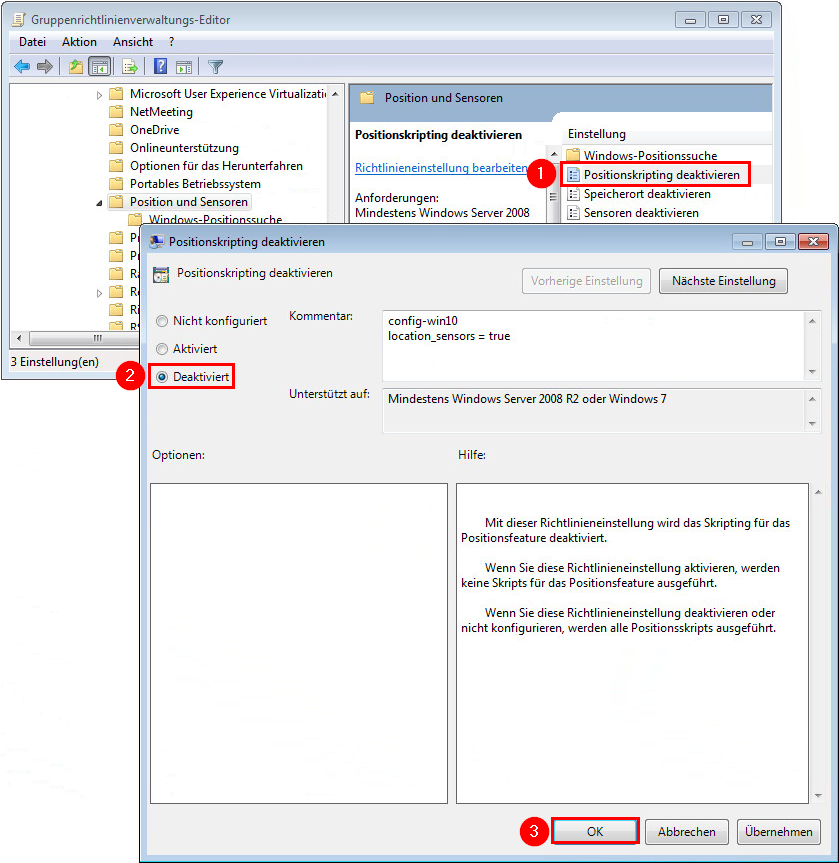 Gruppenrichtlinienverwaltungs-Editor
Datei Aktion Ansicht ?
Microsoft User Experience Virtualizati
NetMeeting
OneDrive
Onlineunterstützung
Optionen für das Herunterfahren
Portables Betriebssystem
Position und Sensoren
Windows-Positionssuche
Position und Sensoren
Positionskripting deaktivieren
Richtlinieneinstellung bearbeiten
Anforderungen:
Mindestens Windows Server 2008
Einstellung
Windows-Positionssuche
1 Positionskripting deaktivieren
Speicherort deaktivieren
Sensoren deaktivieren
3 Einstellung(en)
Positionskripting deaktivieren
Positionskripting deaktivieren
Vorherige Einstellung Nächste Einstellung
Nicht konfiguriert
Aktiviert
2 Deaktiviert
Kommentar:
config-win10
location_sensors = true
Unterstützt auf:
Mindestens Windows Server 2008 R2 oder Windows 7
Optionen:
Hilfe:
Mit dieser Richtlinieneinstellung wird das Skripting für das
Positionsfeature deaktiviert.
Wenn Sie diese Richtlinieneinstellung aktivieren, werden
keine Skripts für das Positionsfeature ausgeführt.
Wenn Sie diese Richtlinieneinstellung deaktivieren oder
nicht konfigurieren, werden alle Positionsskripts ausgeführt.
3 OK Abbrechen Übernehmen